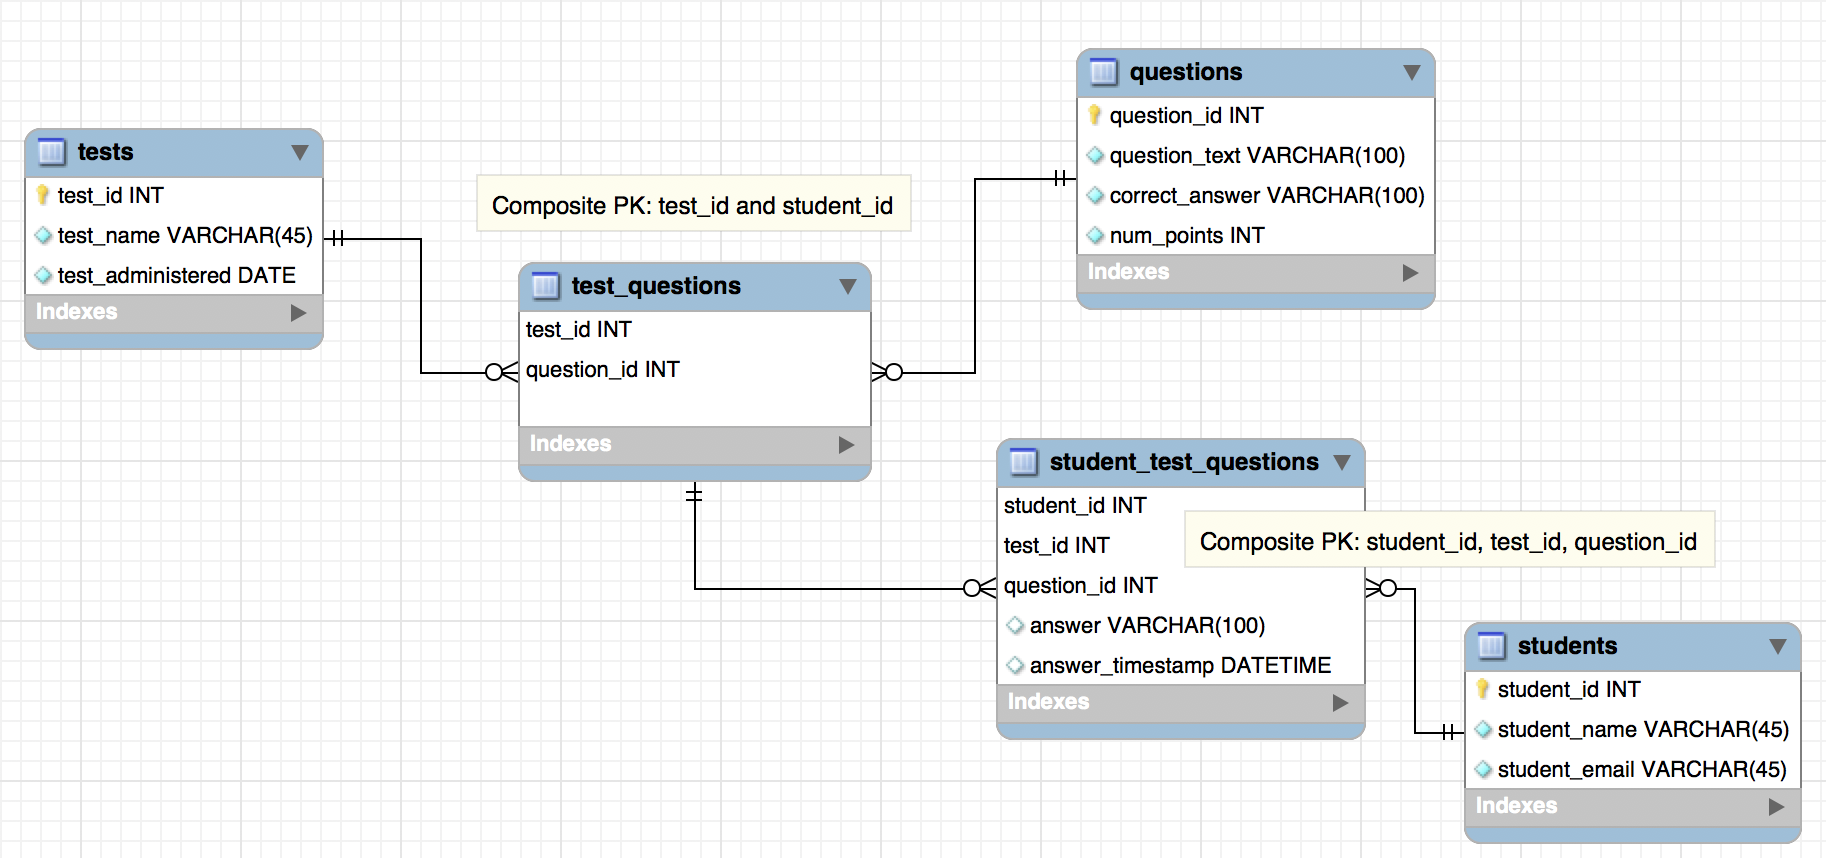 tests
test_id INT
test_name VARCHAR(45)
test_administered DATE
Indexes
Composite PK: test_id and student_id
test_questions
test_id INT
question_id INT
Indexes
questions
question_id INT
question_text VARCHAR(100)
correct_answer VARCHAR(100)
num_points INT
Indexes
student_test_questions
student_id INT
test_id INT
question_id INT
answer VARCHAR(100)
answer_timestamp DATETIME
Indexes
Composite PK: student_id, test_id, question_id
students
student_id INT
student_name VARCHAR(45)
student_email VARCHAR(45)
Indexes